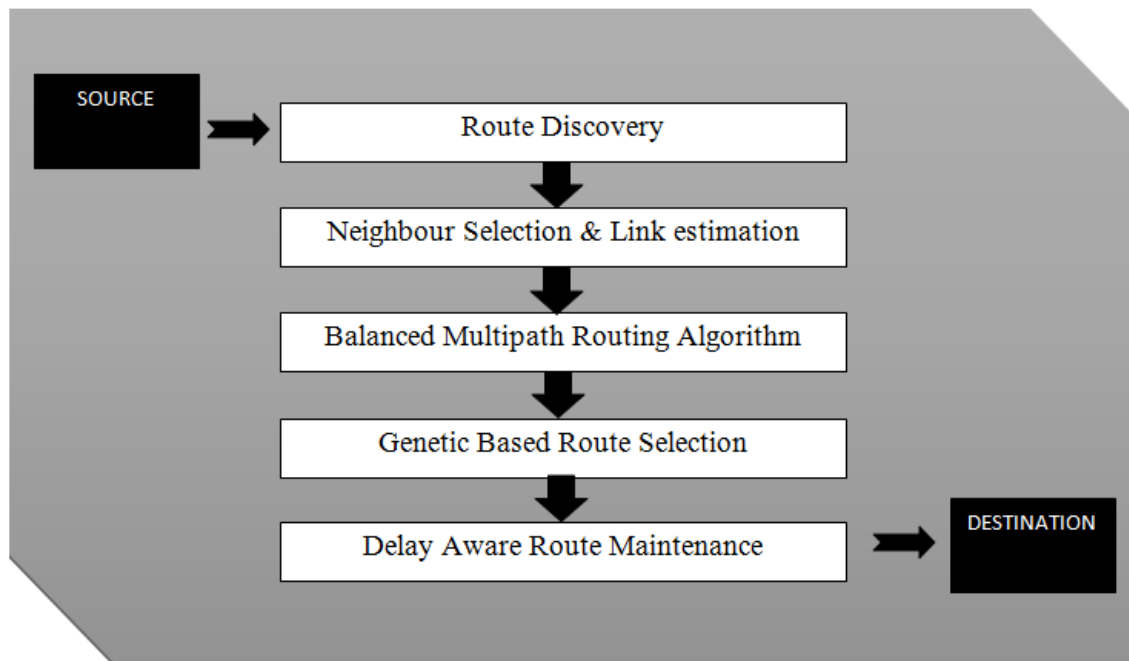 SOURCE
Route Discovery
Neighbour Selection & Link estimation
Balanced Multipath Routing Algorithm
Genetic Based Route Selection
Delay Aware Route Maintenance
DESTINATION